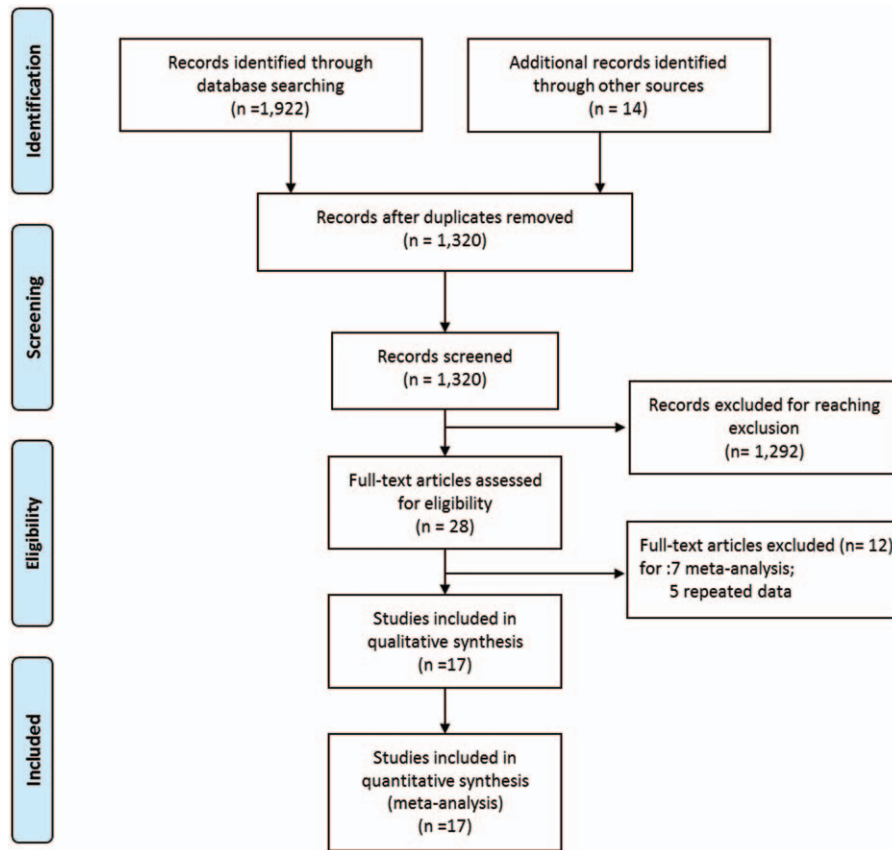 Identification
Records identified through
database searching
(n =1,922)
Additional records identified
through other sources
(n = 14)
Records after duplicates removed
(n = 1,320)
Screening
Records screened
(n = 1,320)
Records excluded for reaching
exclusion
(n= 1,292)
Eligibility
Full-text articles assessed
for eligibility
(n = 28)
Full-text articles excluded (n= 12)
for :7 meta-analysis;
5 repeated data
Studies included in
qualitative synthesis
(n =17)
Included
Studies included in
quantitative synthesis
(meta-analysis)
(n =17)